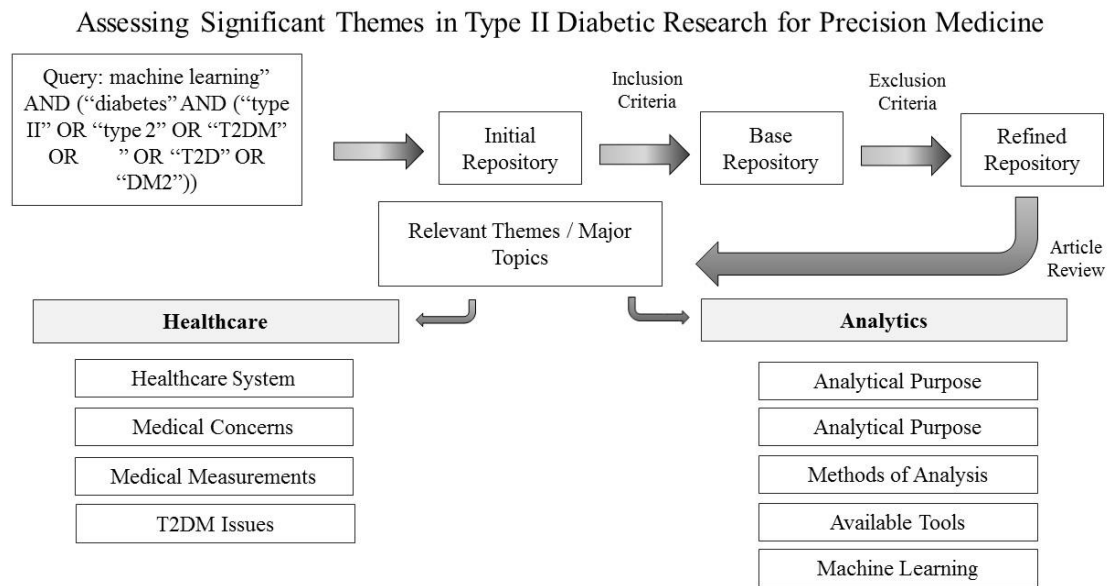 Assessing Significant Themes in Type II Diabetic Research for Precision Medicine
Query: machine learning”
AND (“diabetes” AND (“type
II” OR “type 2” OR “T2DM”
OR ” OR “T2D” OR
“DM2”))
Initial
Repository
Inclusion
Criteria
Base
Repository
Exclusion
Criteria
Refined
Repository
Article
Review
Relevant Themes / Major
Topics
Healthcare
Healthcare System
Medical Concerns
Medical Measurements
T2DM Issues
Analytics
Analytical Purpose
Analytical Purpose
Methods of Analysis
Available Tools
Machine Learning